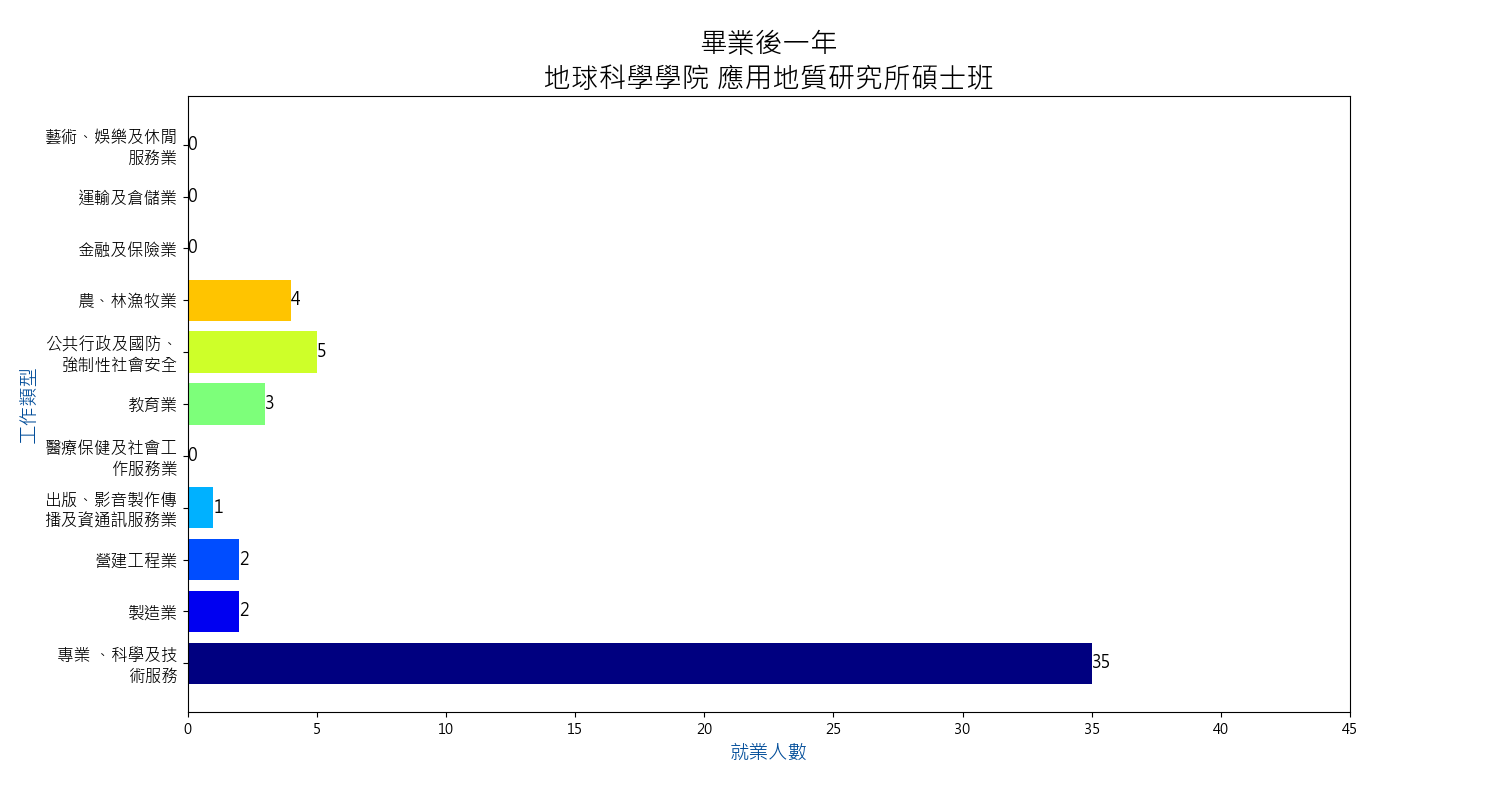 畢業後一年
地球科學學院 應用地質研究所碩士班
藝術、娛樂及休閒
服務業
0
運輸及倉儲業
0
金融及保險業
0
農、林漁牧業
4
公共行政及國防、
強制性社會安全
5
教育業
3
醫療保健及社會工
作服務業
0
出版、影音製作傳
播及資通訊服務業
1
營建工程業
2
製造業
2
專業 、科學及技
術服務
35
工作類型
0 5 10 15 20 25 30 35 40 45
就業人數